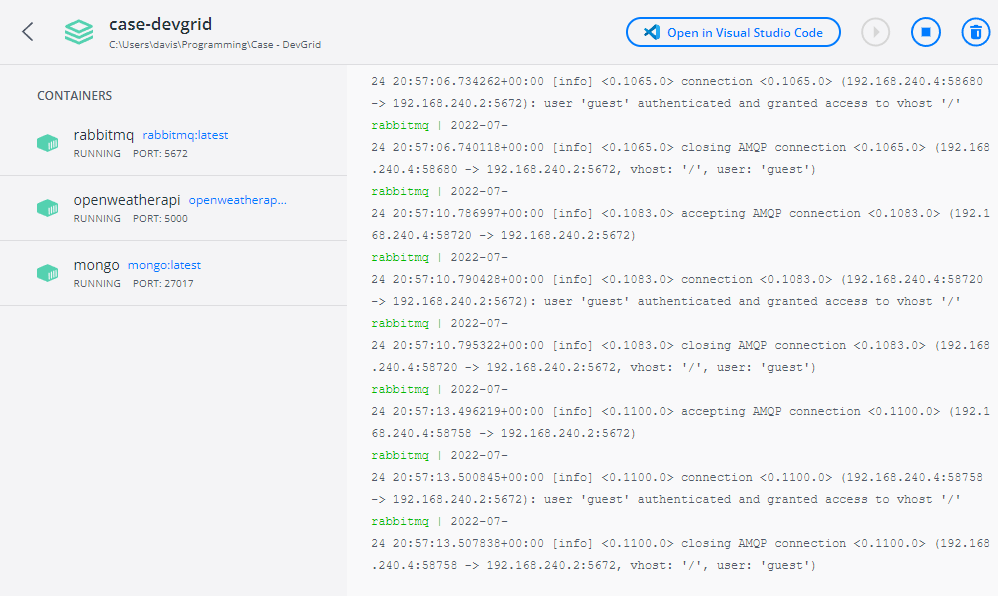 case-devgrid
C:\Users\davis\Programming\Case - DevGrid
Open in Visual Studio Code
CONTAINERS
rabbitmq rabbitmq:latest
RUNNING PORT: 5672
openweatherapi openweatherap...
RUNNING PORT: 5000
mongo mongo:latest
RUNNING PORT: 27017
24 20:57:06.734262+00:00 [info] <0.1065.0> connection <0.1065.0> (192.168.240.4:58680
-> 192.168.240.2:5672): user 'guest' authenticated and granted access to vhost '/'
rabbitmq | 2022-07-
24 20:57:06.740118+00:00 [info] <0.1065.0> closing AMQP connection <0.1065.0> (192.168
.240.4:58680 -> 192.168.240.2:5672, vhost: '/', user: 'guest')
rabbitmq | 2022-07-
24 20:57:10.786997+00:00 [info] <0.1083.0> accepting AMQP connection <0.1083.0> (192.1
68.240.4:58720 -> 192.168.240.2:5672)
rabbitmq | 2022-07-
24 20:57:10.790428+00:00 [info] <0.1083.0> connection <0.1083.0> (192.168.240.4:58720
-> 192.168.240.2:5672): user 'guest' authenticated and granted access to vhost '/'
rabbitmq | 2022-07-
24 20:57:10.795322+00:00 [info] <0.1083.0> closing AMQP connection <0.1083.0> (192.168
.240.4:58720 -> 192.168.240.2:5672, vhost: '/', user: 'guest')
rabbitmq | 2022-07-
24 20:57:13.496219+00:00 [info] <0.1100.0> accepting AMQP connection <0.1100.0> (192.1
68.240.4:58758 -> 192.168.240.2:5672)
rabbitmq | 2022-07-
24 20:57:13.500845+00:00 [info] <0.1100.0> connection <0.1100.0> (192.168.240.4:58758
-> 192.168.240.2:5672): user 'guest' authenticated and granted access to vhost '/'
rabbitmq | 2022-07-
24 20:57:13.507838+00:00 [info] <0.1100.0> closing AMQP connection <0.1100.0> (192.168
.240.4:58758 -> 192.168.240.2:5672, vhost: '/', user: 'guest')